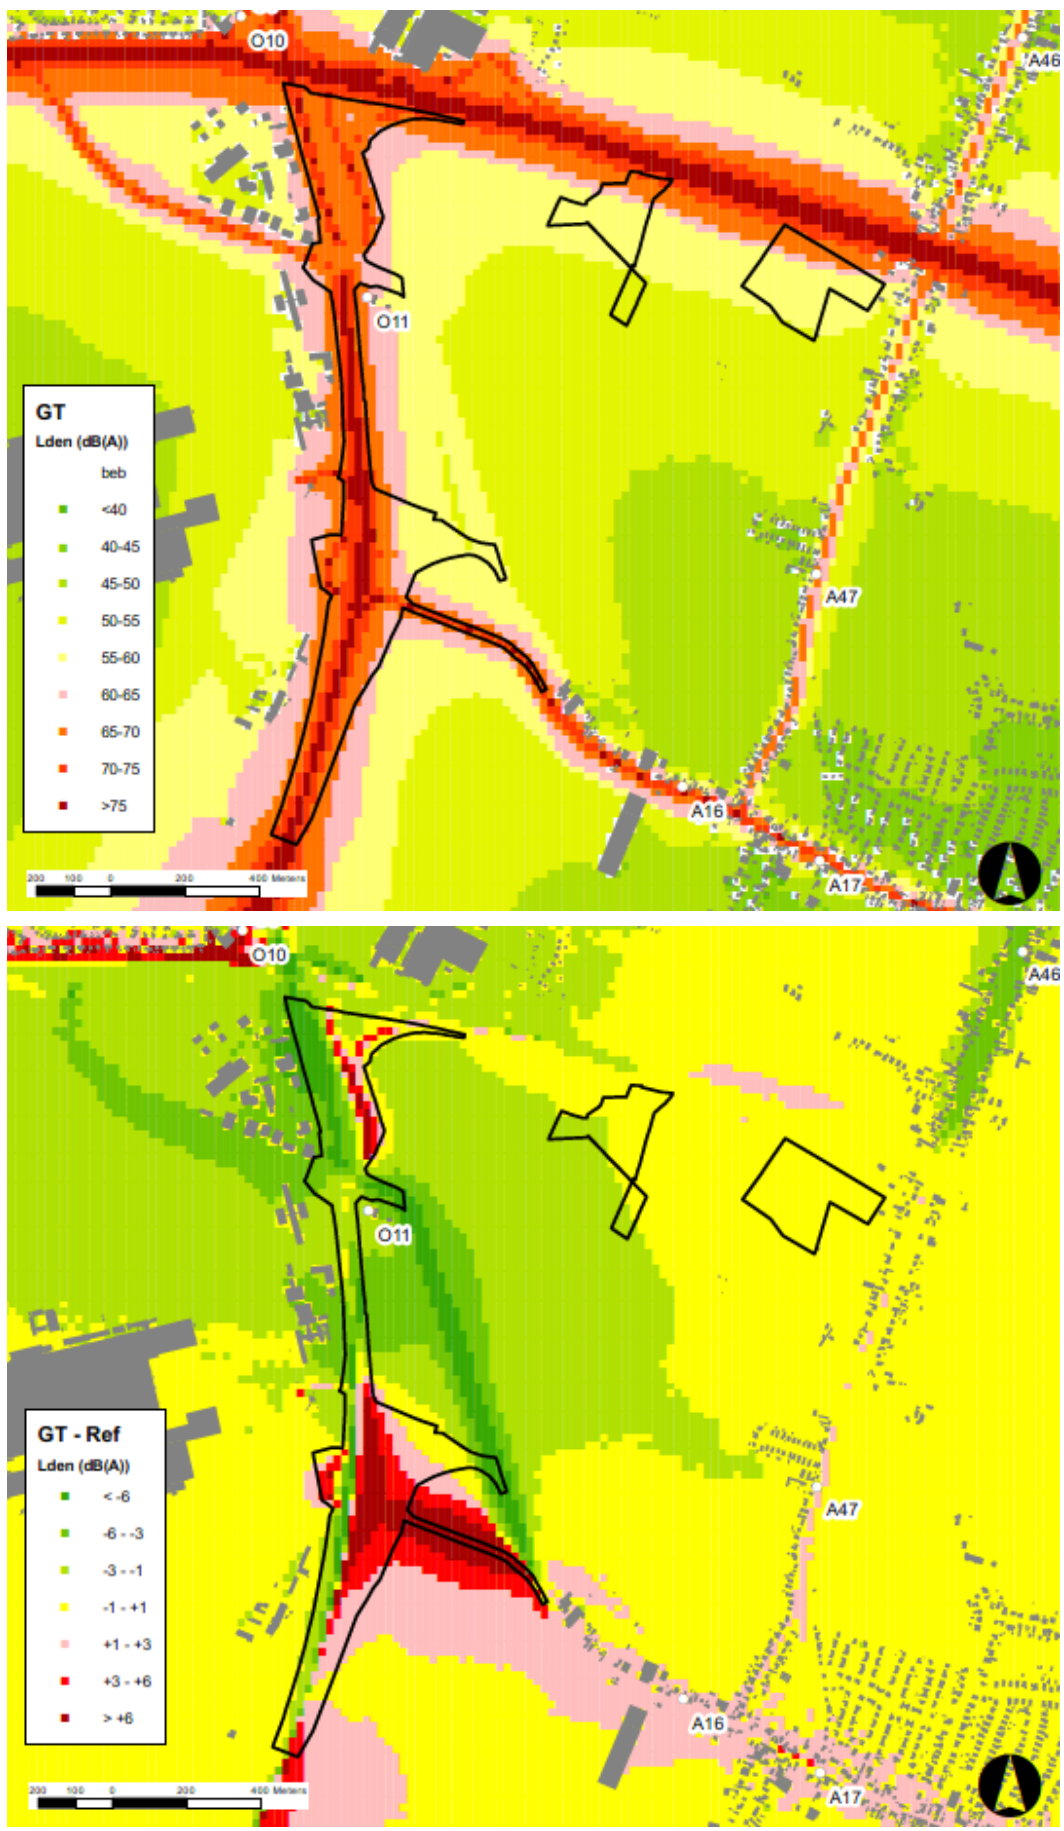 O10
A46
O11
GT
Lden (dB(A))
beb
<40
40-45
45-50
50-55
55-60
60-65
65-70
70-75
>75
A47
A16
A17
200 100 0 200 400 Meters
O10
A46
O11
GT - Ref
Lden (dB(A))
< -6
-6 - -3
-3 - -1
-1 - +1
+1 - +3
+3 - +6
> +6
A47
A16
A17
200 100 0 200 400 Meters